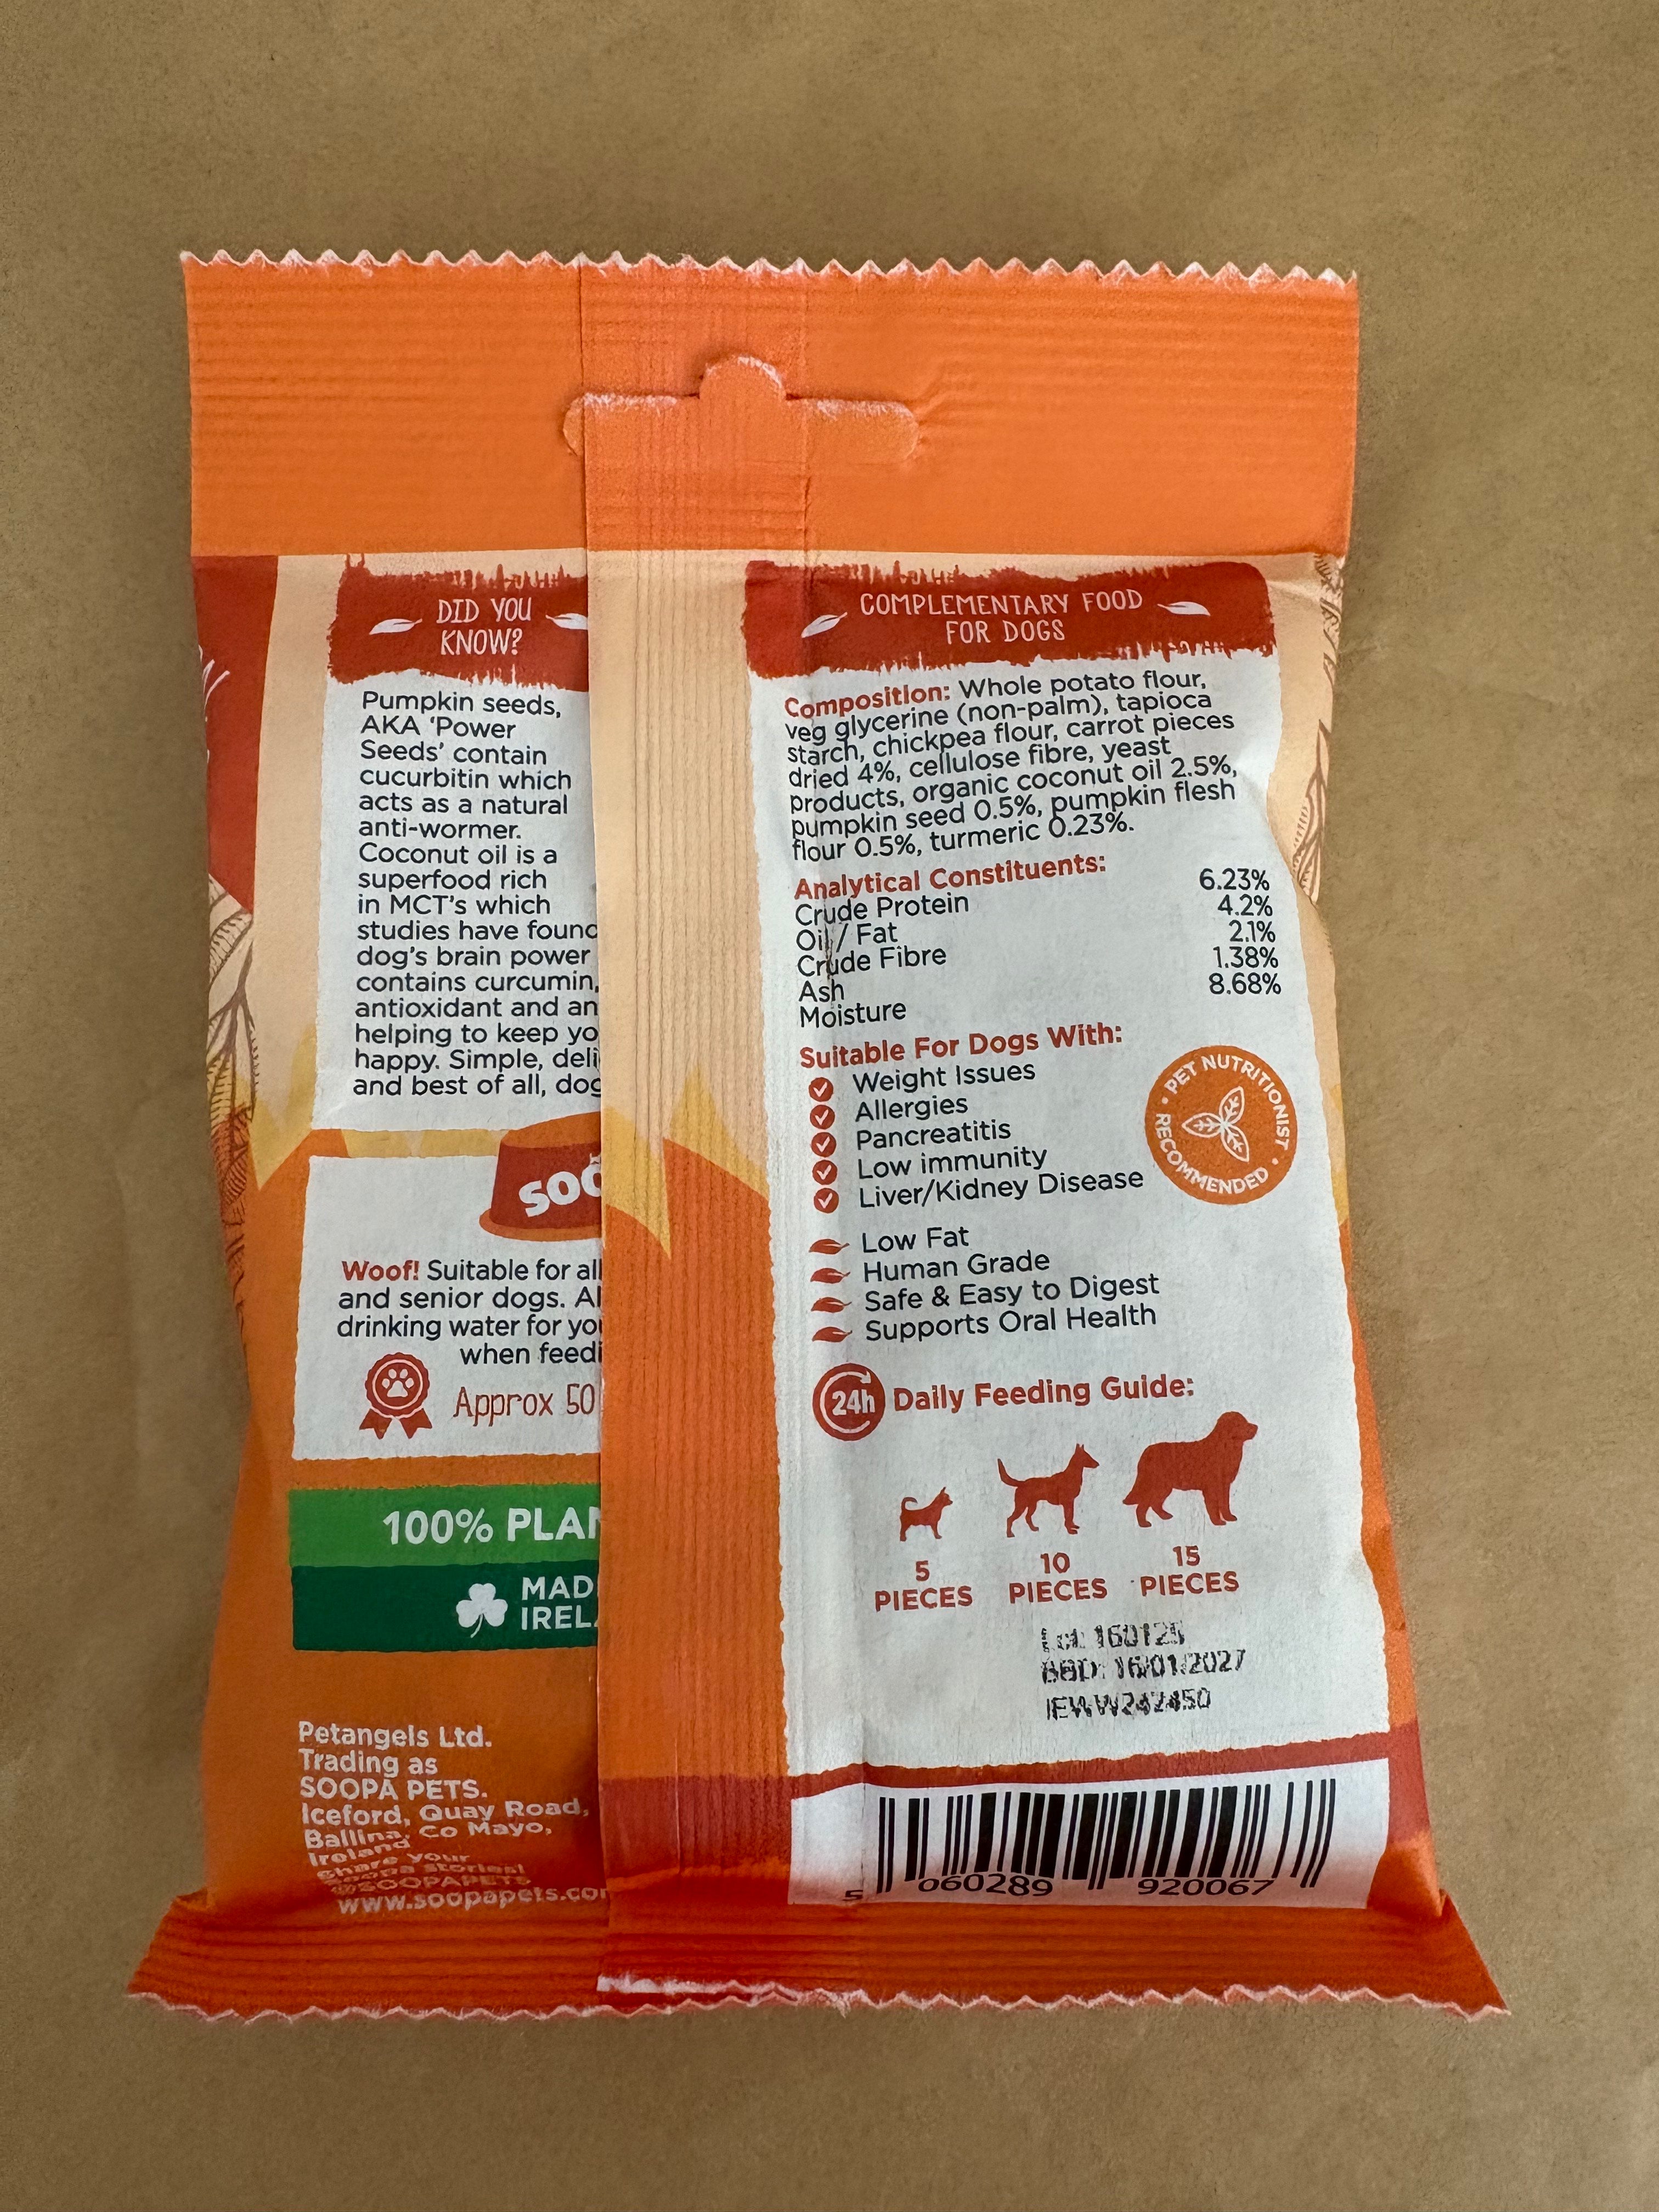 DID YOU
KNOW?
Pumpkin seeds,
AKA ‘Power
Seeds’ contain
cucurbitin which
acts as a natural
anti-wormer.
Coconut oil is a
superfood rich
in MCT's which
studies have found
dog's brain power
contains curcumin,
antioxidant and an
helping to keep yo
happy. Simple, deli
and best of all, dog
SOO
Woof! Suitable for all
and senior dogs. Al
drinking water for you
when feedi
Approx 50
100% PLAN
MADE
IRELA
Petangels Ltd.
Trading as
SOOPA PETS.
Iceford, Quay Road,
Ballina, Co Mayo,
Ireland
Share your
Soopa stories!
@SOOPAPETS
www.soopapets.com
COMPLEMENTARY FOOD
FOR DOGS
Composition: Whole potato flour,
veg glycerine (non-palm), tapioca
starch, chickpea flour, carrot pieces
dried 4%, cellulose fibre, yeast
products, organic coconut oil 2.5%,
pumpkin seed 0.5%, pumpkin flesh
flour 0.5%, turmeric 0.23%.
Analytical Constituents:
Crude Protein 6.23%
Oil / Fat 4.2%
Crude Fibre 2.1%
Ash 1.38%
Moisture 8.68%
Suitable For Dogs With:
Weight Issues
Allergies
Pancreatitis
Low immunity
Liver/Kidney Disease
• PET NUTRITIONIST •
RECOMMENDED
Low Fat
Human Grade
Safe & Easy to Digest
Supports Oral Health
24h Daily Feeding Guide:
5 10 15
PIECES PIECES PIECES
Lot: 160125
BBD: 16/01/2027
IEWW242450
5 060289 920067